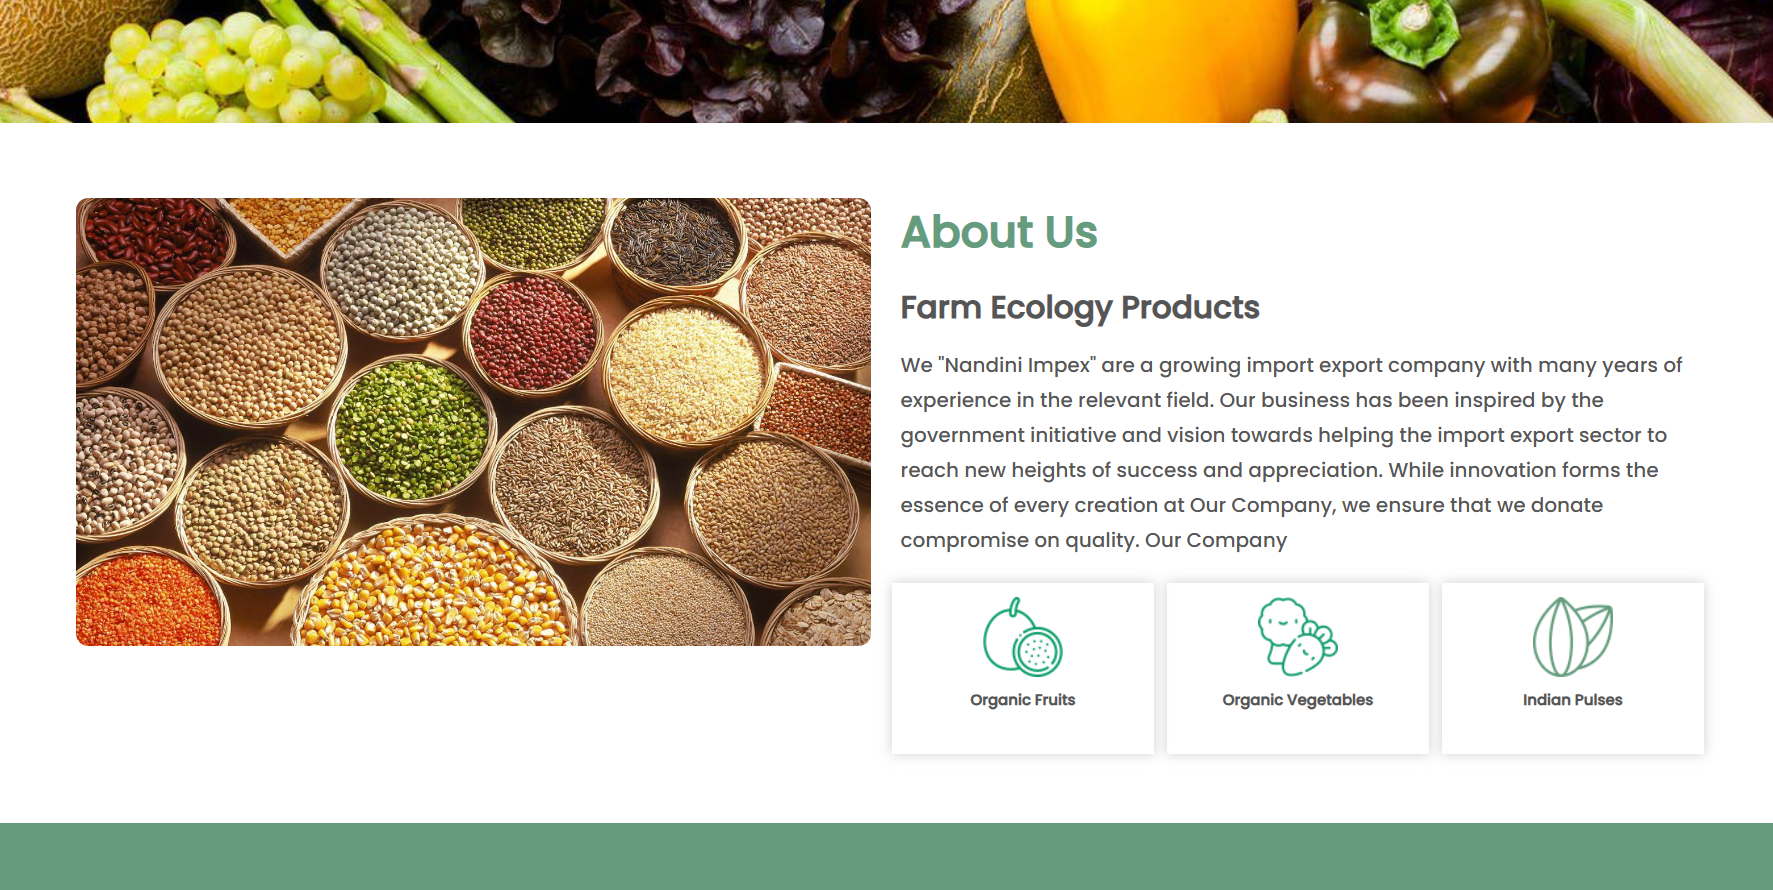 About Us
Farm Ecology Products
We "Nandini Impex" are a growing import export company with many years of
experience in the relevant field. Our business has been inspired by the
government initiative and vision towards helping the import export sector to
reach new heights of success and appreciation. While innovation forms the
essence of every creation at Our Company, we ensure that we donate
compromise on quality. Our Company
Organic Fruits
Organic Vegetables
Indian Pulses